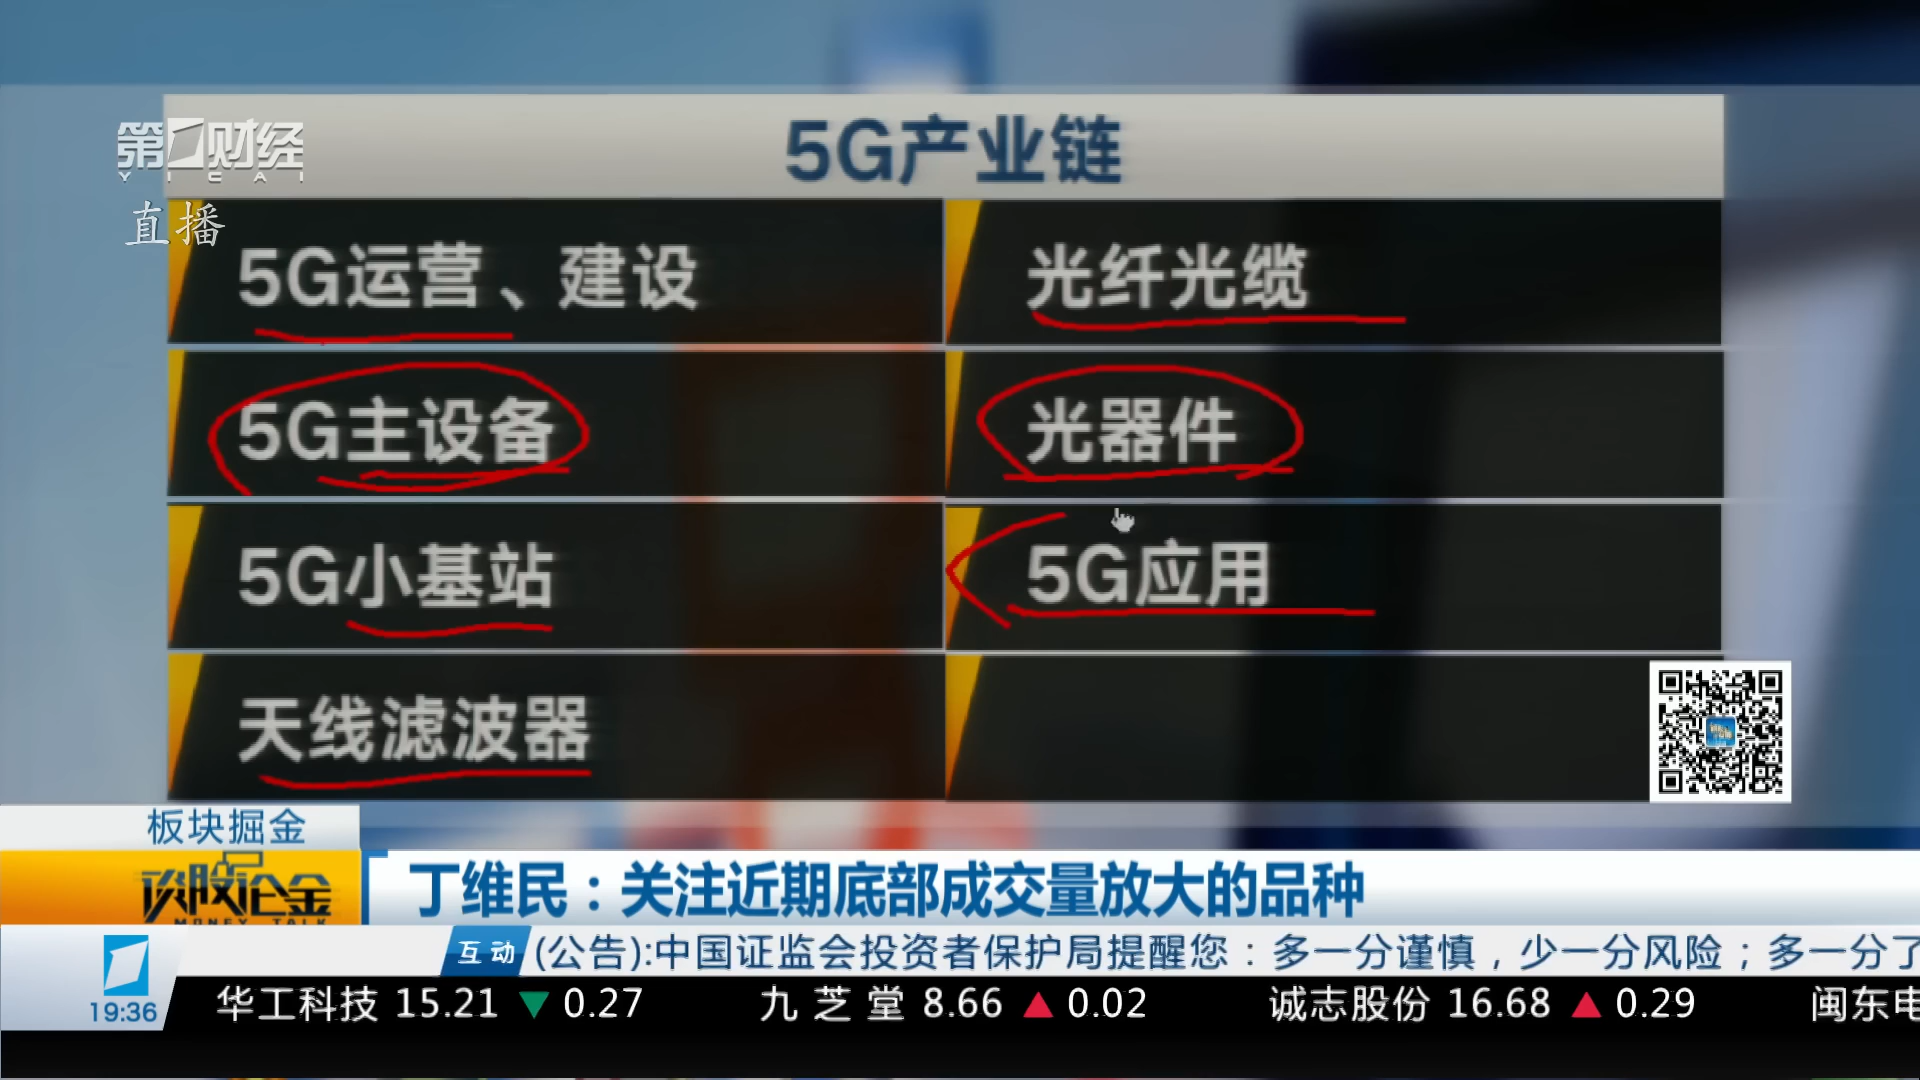 5G产业链
第一财经
YICAI
直播
5G运营、建设
光纤光缆
5G主设备
光器件
5G小基站
5G应用
天线滤波器
板块掘金
谈股论金
MONEY TALK
丁维民：关注近期底部成交量放大的品种
互动 (公告):中国证监会投资者保护局提醒您：多一分谨慎，少一分风险；多一分了
19:36
华工科技 15.21 ▼ 0.27 九芝堂 8.66 ▲ 0.02 诚志股份 16.68 ▲ 0.29 闽东电